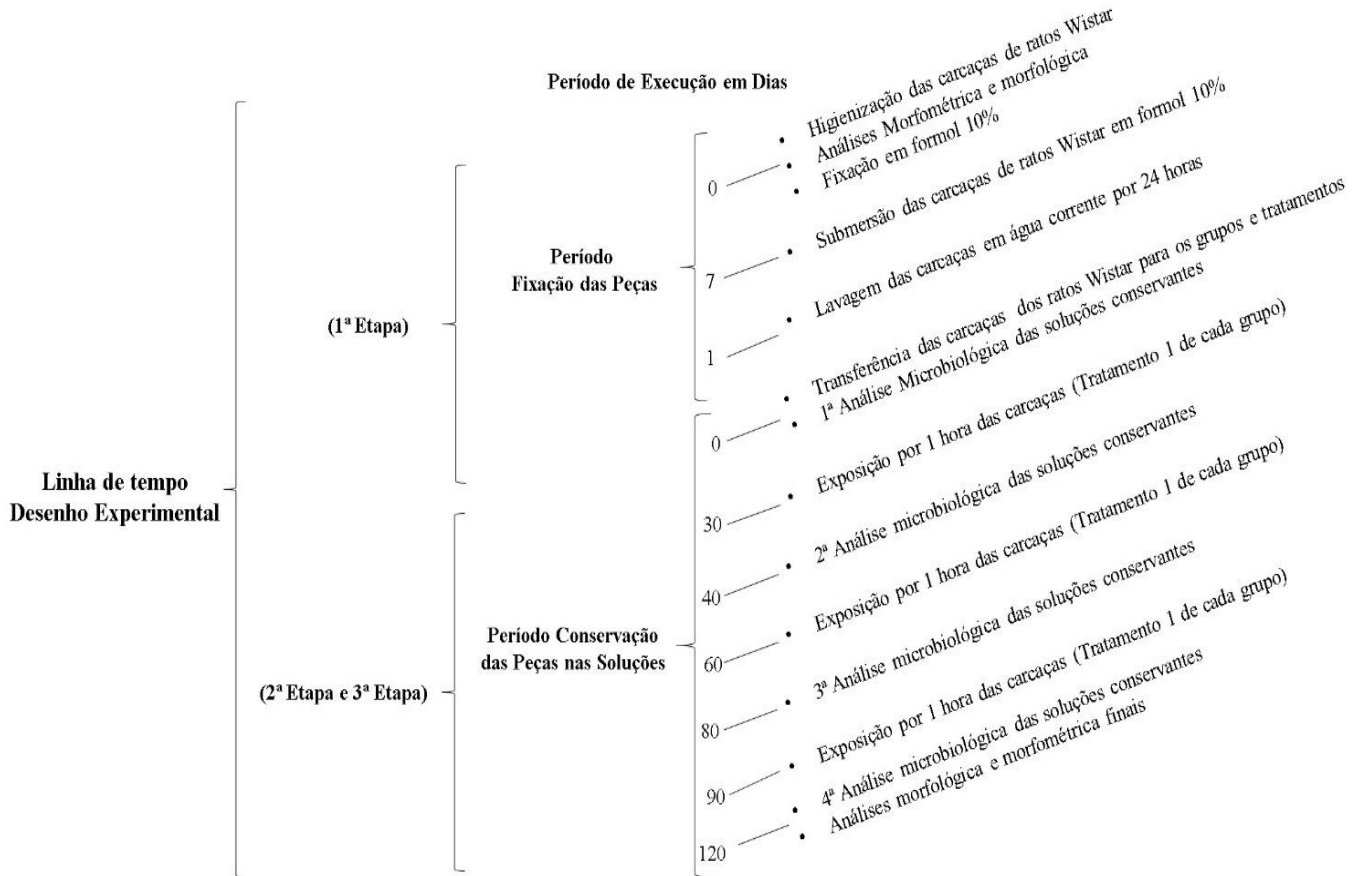 Período de Execução em Dias
Linha de tempo
Desenho Experimental
(1ª Etapa)
Período
Fixação das Peças
0
• Higienização das carcaças de ratos Wistar
• Análises Morfométrica e morfológica
• Fixação em formol 10%
7
• Submersão das carcaças de ratos Wistar em formol 10%
1
• Lavagem das carcaças em água corrente por 24 horas
(2ª Etapa e 3ª Etapa)
Período Conservação
das Peças nas Soluções
0
• Transferência das carcaças dos ratos Wistar para os grupos e tratamentos
• 1ª Análise Microbiológica das soluções conservantes
30
• Exposição por 1 hora das carcaças (Tratamento 1 de cada grupo)
40
• 2ª Análise microbiológica das soluções conservantes
60
• Exposição por 1 hora das carcaças (Tratamento 1 de cada grupo)
80
• 3ª Análise microbiológica das soluções conservantes
90
• Exposição por 1 hora das carcaças (Tratamento 1 de cada grupo)
120
• 4ª Análise microbiológica das soluções conservantes
• Análises morfológica e morfométrica finais